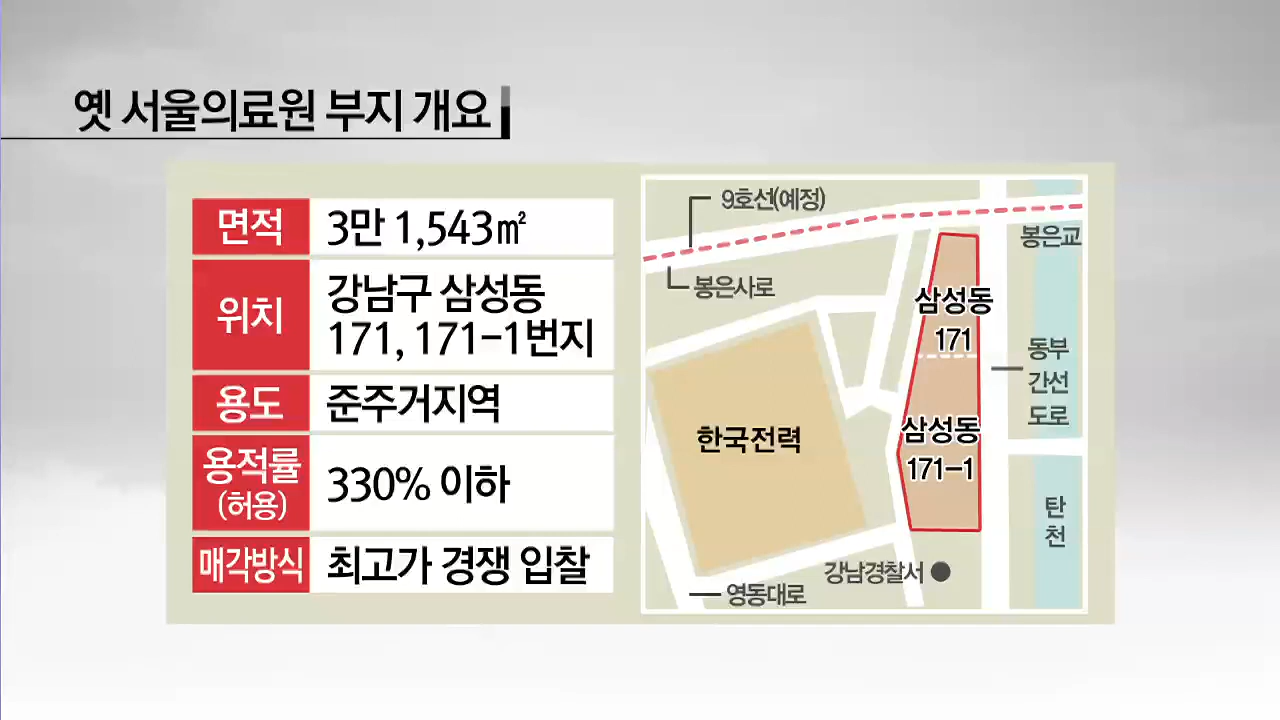 옛 서울의료원 부지 개요
면적 3만 1,543㎡
위치 강남구 삼성동
171, 171-1번지
용도 준주거지역
용적률
(허용) 330% 이하
매각방식 최고가 경쟁 입찰
9호선(예정)
봉은교
봉은사로
삼성동
171
동부
간선
도로
한국전력
삼성동
171-1
탄
천
강남경찰서
영동대로